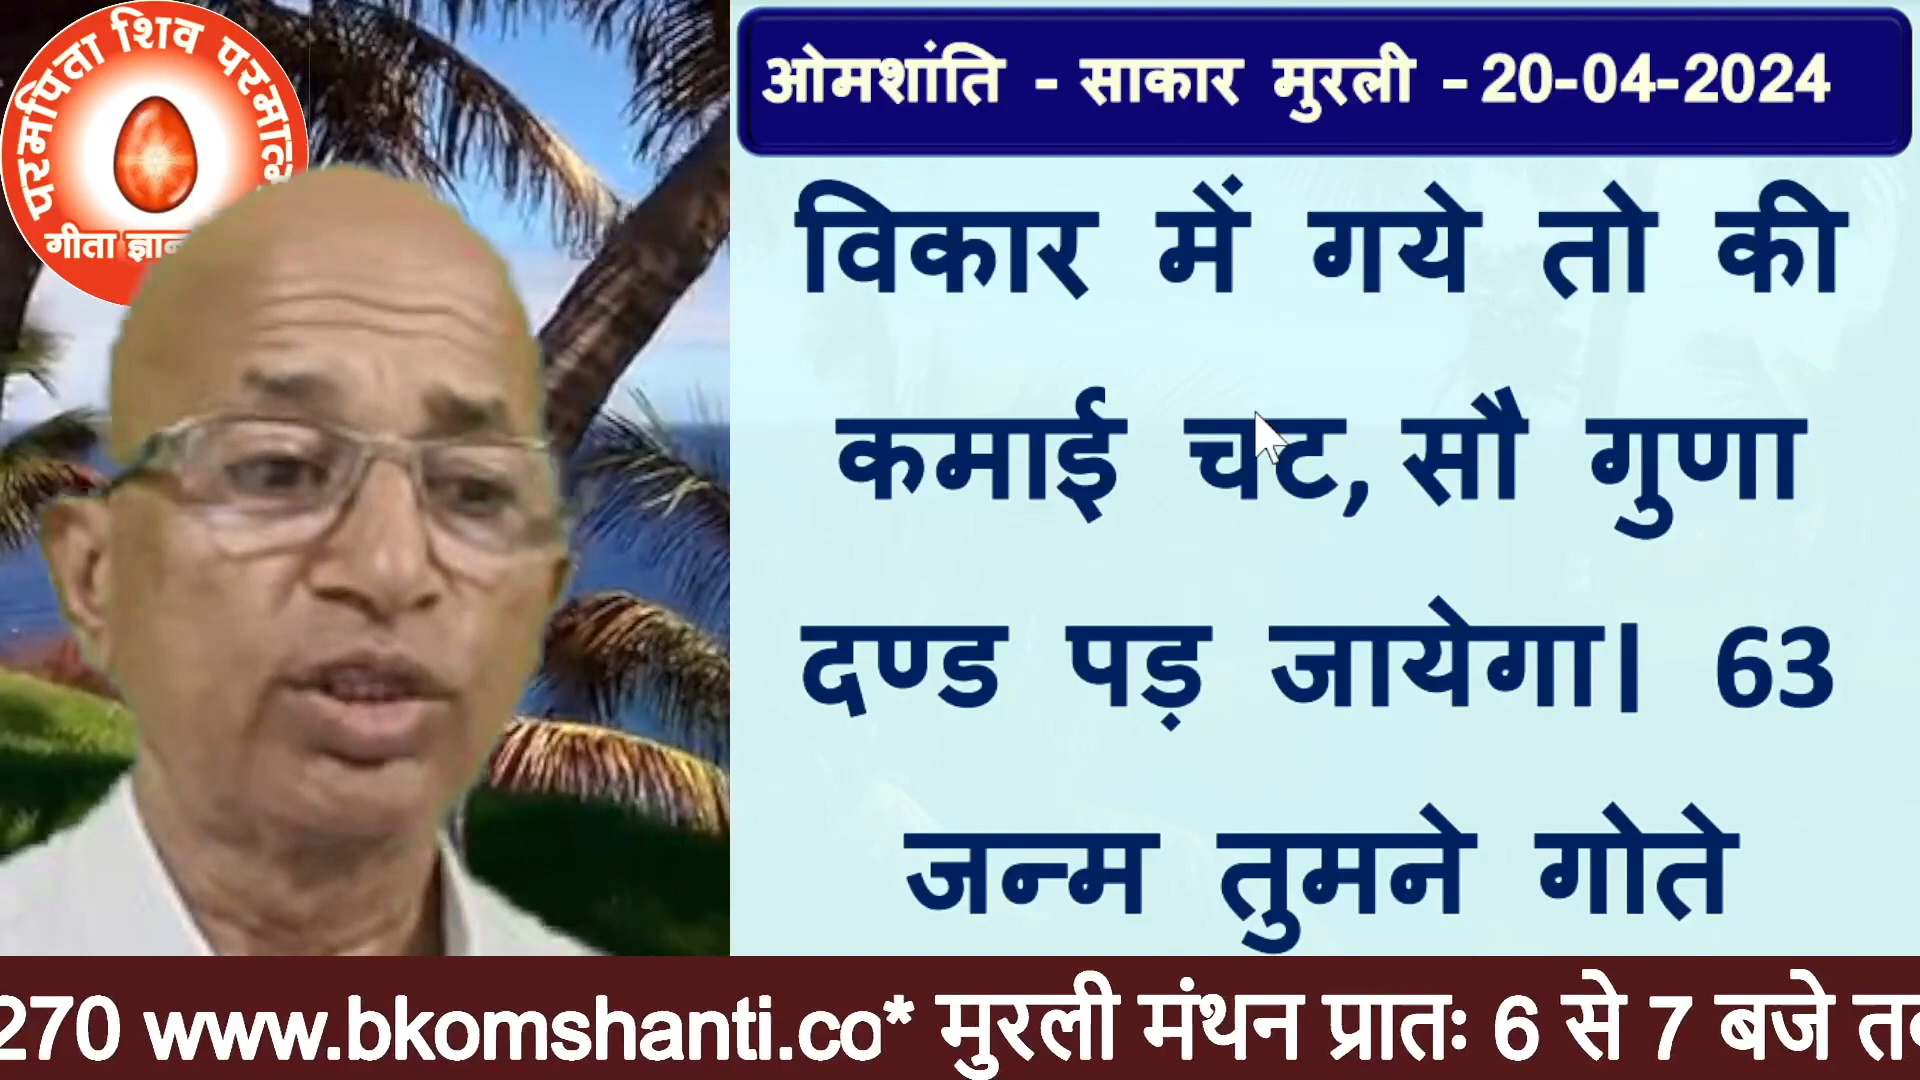 परमपिता शिव
गीता
ओमशांति - साकार मुरली - 20-04-2024
विकार में गये तो की
कमाई चट, सौ गुणा
दण्ड पड़ जायेगा। 63
जन्म तुमने गोते
270 www.bkomshanti.co* मुरली मंथन प्रातः 6 से 7 बजे